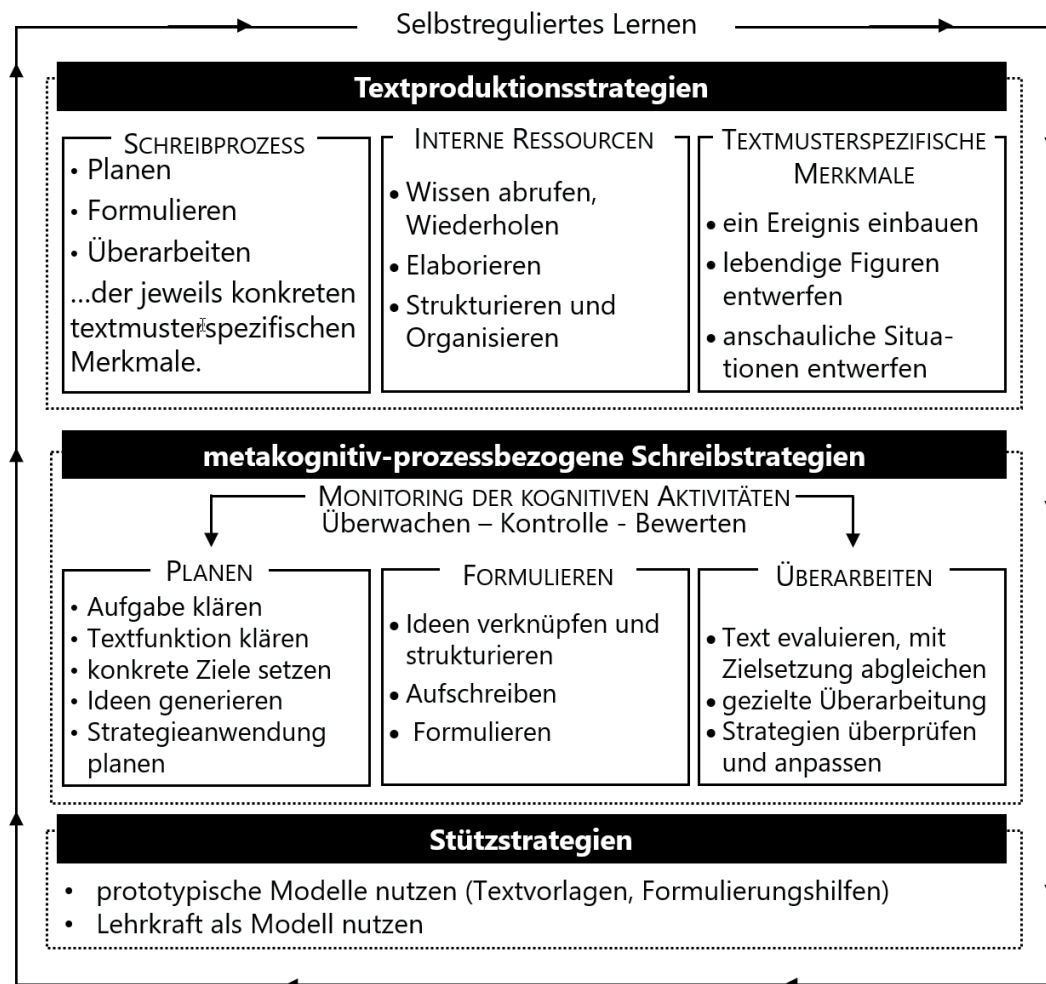 Selbstreguliertes Lernen
Textproduktionsstrategien
SCHREIBPROZESS
• Planen
• Formulieren
• Überarbeiten
...der jeweils konkreten
textmusterspezifischen
Merkmale.
INTERNE RESSOURCEN
• Wissen abrufen,
Wiederholen
• Elaborieren
• Strukturieren und
Organisieren
TEXTMUSTERSPEZIFISCHE
MERKMALE
• ein Ereignis einbauen
• lebendige Figuren
entwerfen
• anschauliche Situa-
tionen entwerfen
metakognitiv-prozessbezogene Schreibstrategien
MONITORING DER KOGNITIVEN AKTIVITÄTEN
Überwachen – Kontrolle - Bewerten
PLANEN
• Aufgabe klären
• Textfunktion klären
• konkrete Ziele setzen
• Ideen generieren
• Strategieanwendung
planen
FORMULIEREN
• Ideen verknüpfen und
strukturieren
• Aufschreiben
• Formulieren
ÜBERARBEITEN
• Text evaluieren, mit
Zielsetzung abgleichen
• gezielte Überarbeitung
• Strategien überprüfen
und anpassen
Stützstrategien
• prototypische Modelle nutzen (Textvorlagen, Formulierungshilfen)
• Lehrkraft als Modell nutzen